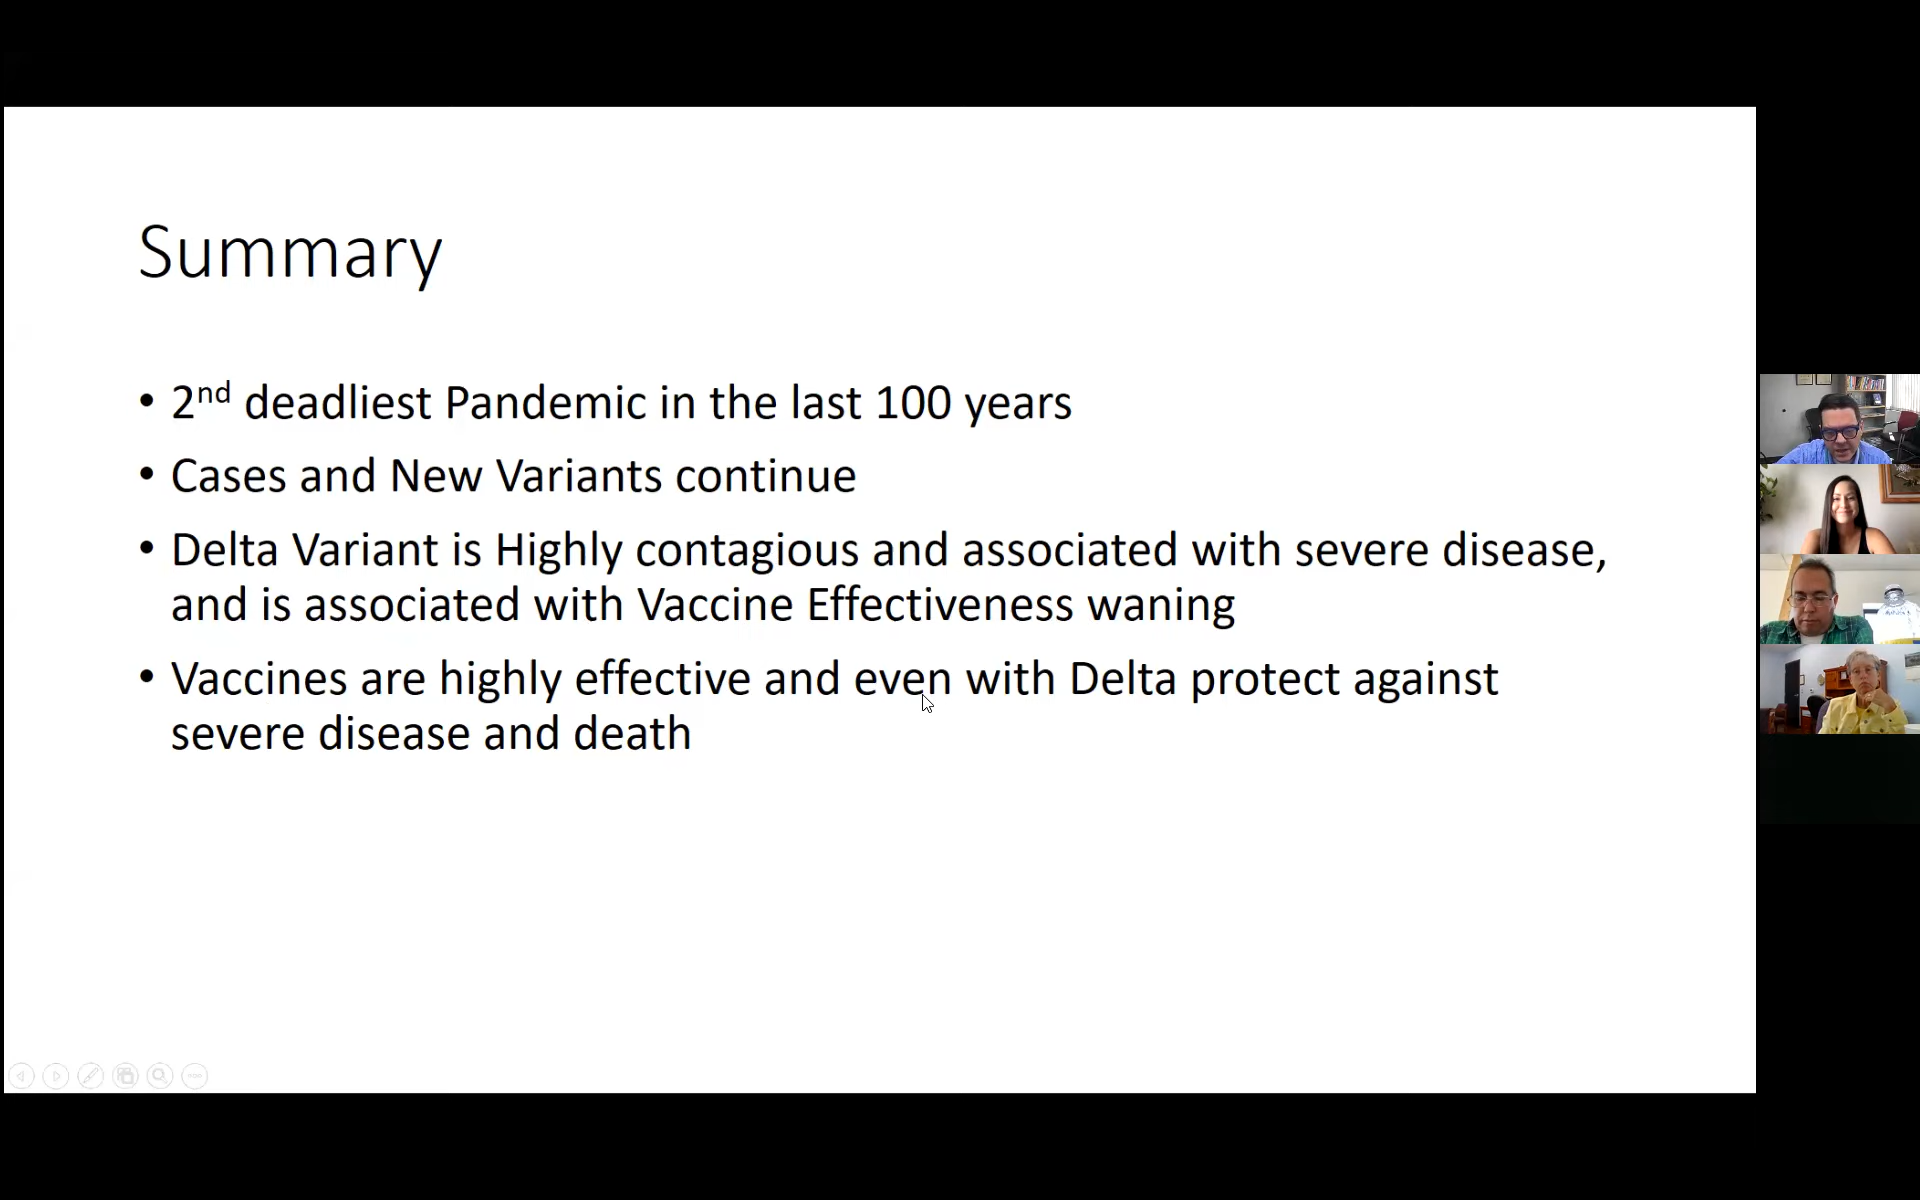 Summary
• 2nd deadliest Pandemic in the last 100 years
• Cases and New Variants continue
• Delta Variant is Highly contagious and associated with severe disease,
and is associated with Vaccine Effectiveness waning
• Vaccines are highly effective and even with Delta protect against
severe disease and death